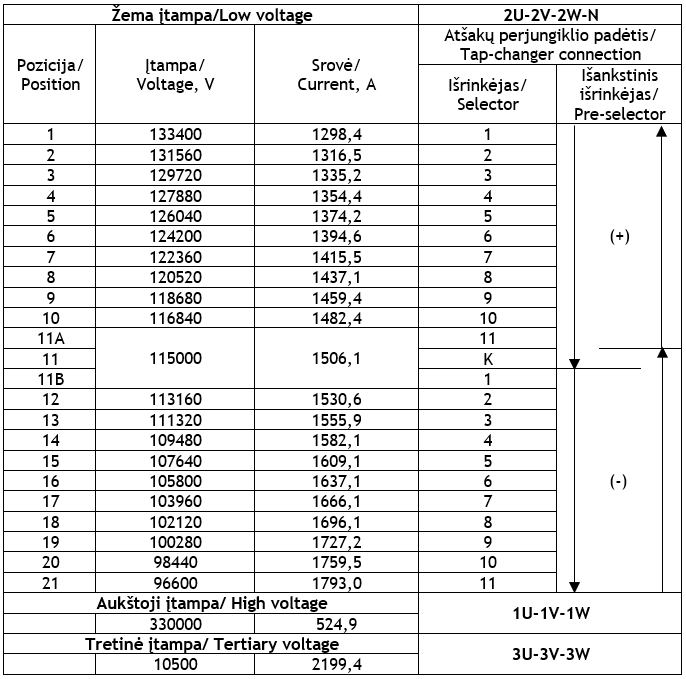 Žema įtampa/Low voltage 2U-2V-2W-N
Pozicija/
Position
Įtampa/
Voltage, V
Srovė/
Current, A
Atšakų perjungiklio padėtis/
Tap-changer connection
Išrinkėjas/
Selector
Išankstinis
išrinkėjas/
Pre-selector
1 133400 1298,4 1
2 131560 1316,5 2
3 129720 1335,2 3
4 127880 1354,4 4
5 126040 1374,2 5
6 124200 1394,6 6 (+)
7 122360 1415,5 7
8 120520 1437,1 8
9 118680 1459,4 9
10 116840 1482,4 10
11A 11
11 115000 1506,1 K
11B 1
12 113160 1530,6 2
13 111320 1555,9 3
14 109480 1582,1 4
15 107640 1609,1 5
16 105800 1637,1 6 (-)
17 103960 1666,1 7
18 102120 1696,1 8
19 100280 1727,2 9
20 98440 1759,5 10
21 96600 1793,0 11
Aukštoji įtampa/ High voltage 1U-1V-1W
330000 524,9
Tretinė įtampa/ Tertiary voltage 3U-3V-3W
10500 2199,4